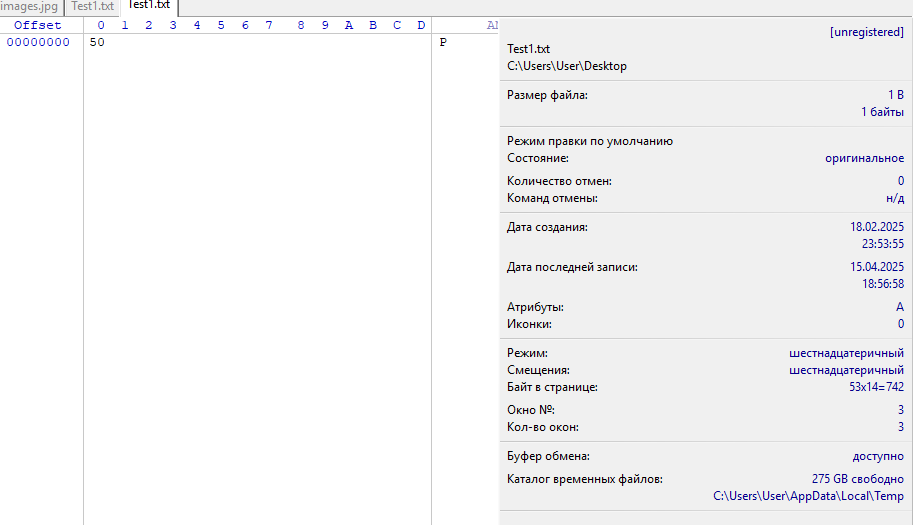 images.jpg Test1.txt Test1.txt
Offset 0 1 2 3 4 5 6 7 8 9 A B C D
00000000 50 P
[unregistered]
Test1.txt
C:\Users\User\Desktop
Размер файла: 1 B
1 байты
Режим правки по умолчанию
Состояние: оригинальное
Количество отмен: 0
Команд отмены: н/д
Дата создания: 18.02.2025
23:53:55
Дата последней записи: 15.04.2025
18:56:58
Атрибуты: A
Иконки: 0
Режим: шестнадцатеричный
Смещения: шестнадцатеричный
Байт в странице: 53x14=742
Окно №: 3
Кол-во окон: 3
Буфер обмена: доступно
Каталог временных файлов: 275 GB свободно
C:\Users\User\AppData\Local\Temp